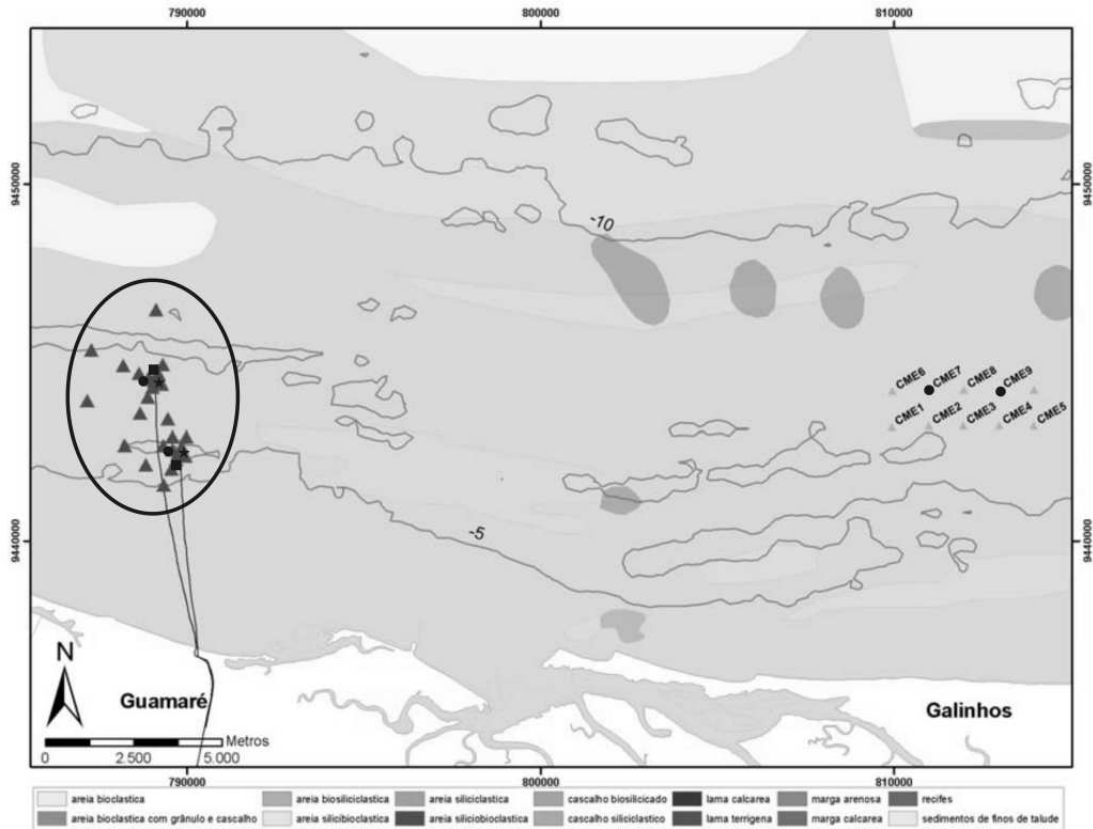 790000 800000 810000
9450000 9450000
-10
CME6 CME7 CME8 CME9
CME1 CME2 CME3 CME4 CME5
9440000 9440000
-5
N
Guamaré Galinhos
Metros
0 2.500 5.000
790000 800000 810000
areia bioclastica areia biosiliciclastica areia siliciclastica cascalho biosilicicado lama calcarea marga arenosa recifes
areia bioclastica com grânulo e cascalho areia silicibioclastica areia siliciobioclastica cascalho siliciclastico lama terrigena marga calcarea sedimentos de finos de talude